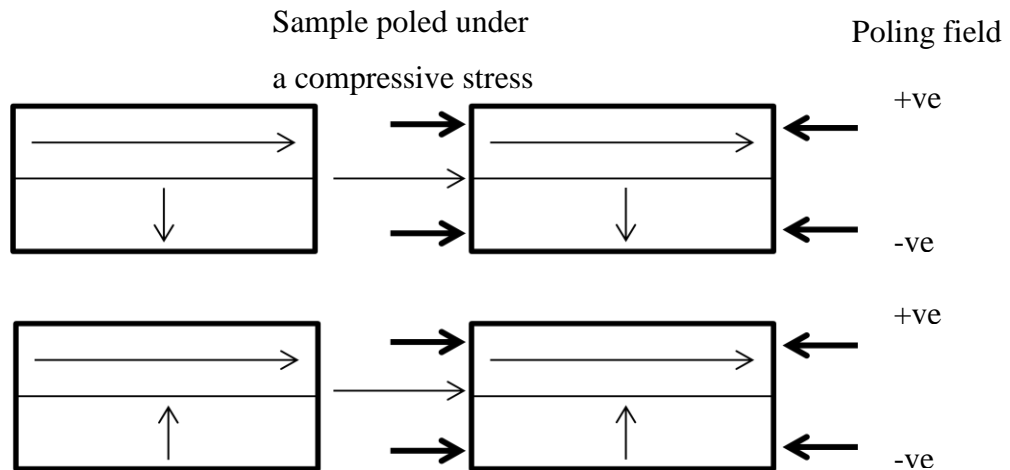 Sample poled under
a compressive stress
Poling field
+ve
-ve
+ve
-ve